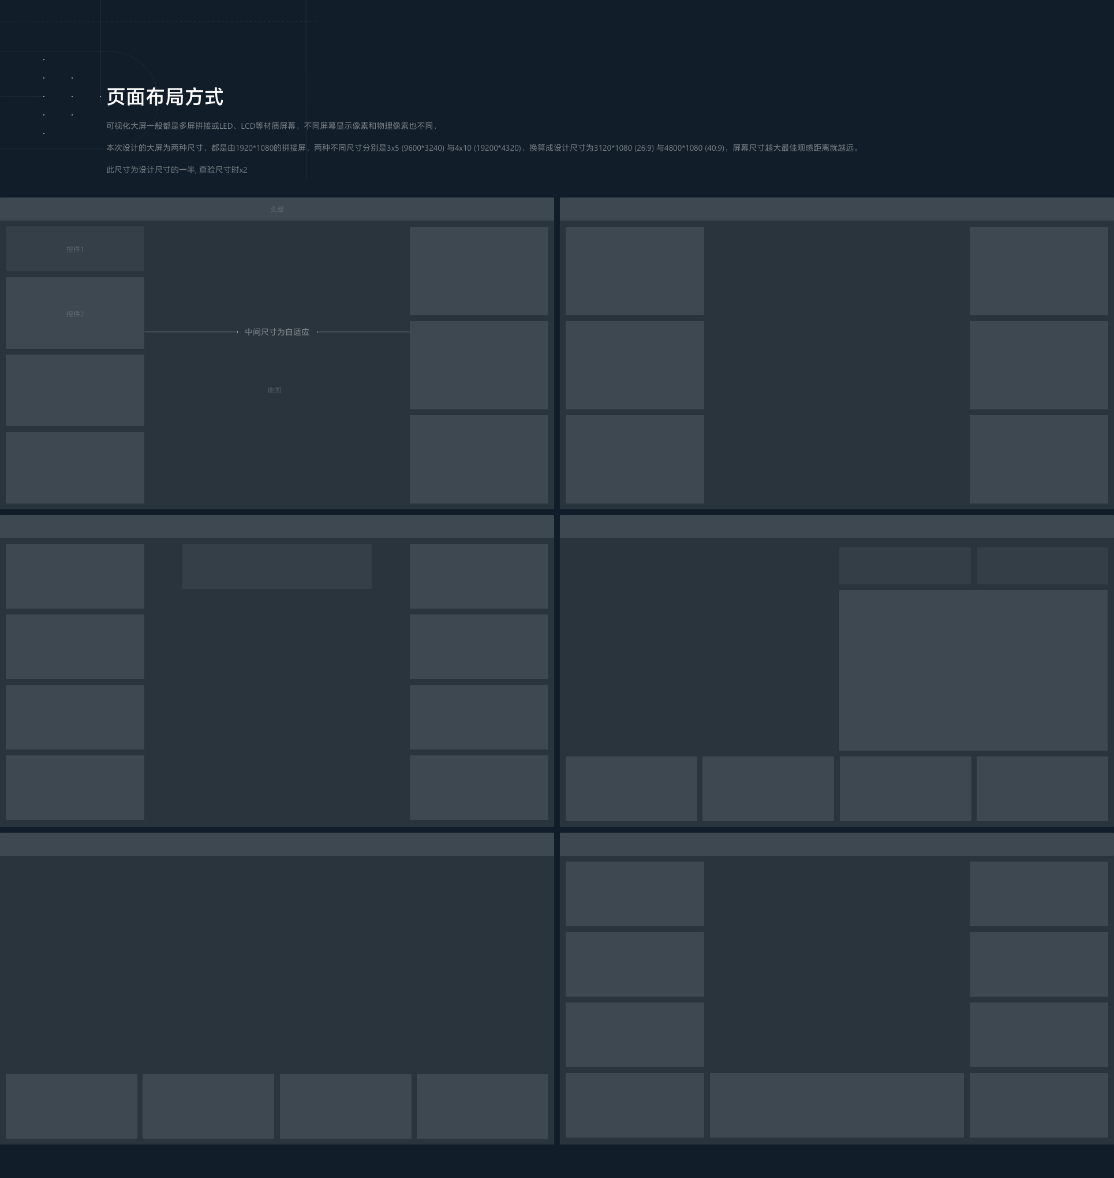 页面布局方式
可视化大屏一般都是多屏拼接或LED、LCD等材质屏幕，不同屏幕显示像素和物理像素也不同，
本次设计的大屏为两种尺寸，都是由1920*1080的拼接屏，两种不同尺寸分别是3x5 (9600*3240) 与4x10 (19200*4320)，换算成设计尺寸为3120*1080 (26:9) 与4800*1080 (40:9)，屏幕尺寸越大最佳观感距离就越远。
此尺寸为设计尺寸的一半, 查验尺寸时x2
头部
控件1
控件2
中间尺寸为自适应